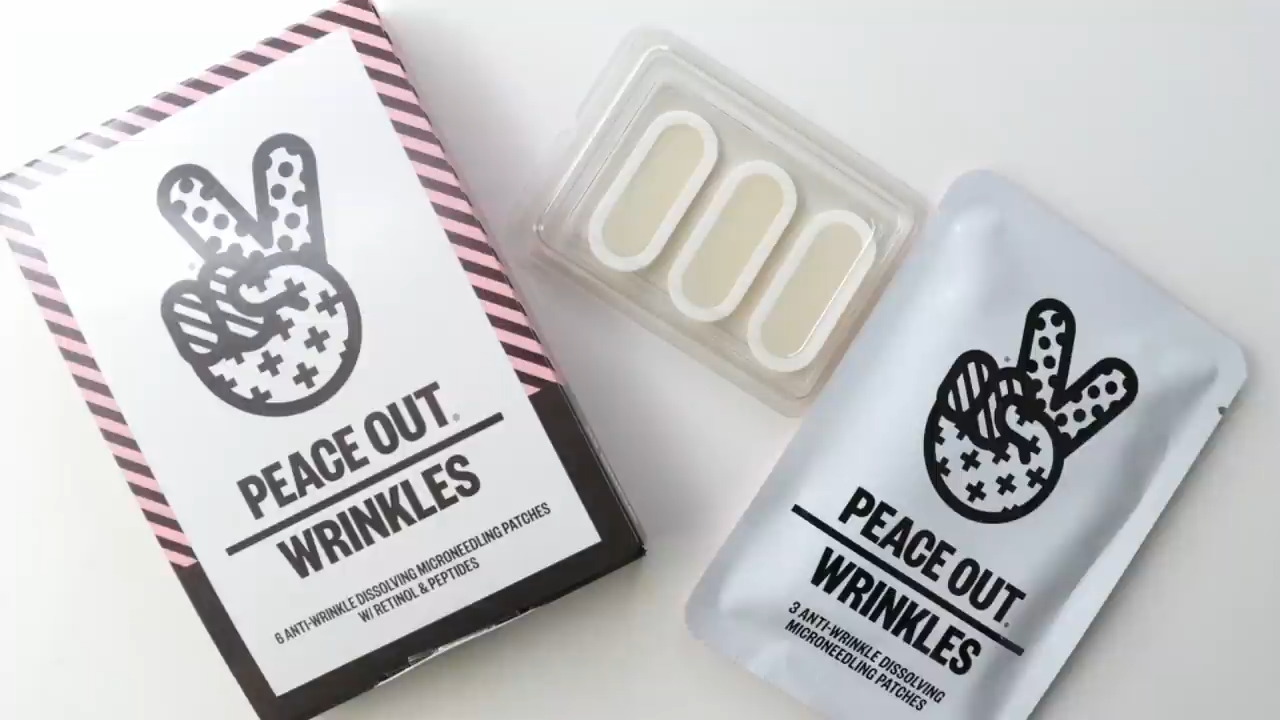 PEACE OUT.
WRINKLES
6 ANTI-WRINKLE DISSOLVING MICRONEEDLING PATCHES
W/ RETINOL & PEPTIDES
PEACE OUT.
WRINKLES
3 ANTI-WRINKLE DISSOLVING
MICRONEEDLING PATCHES